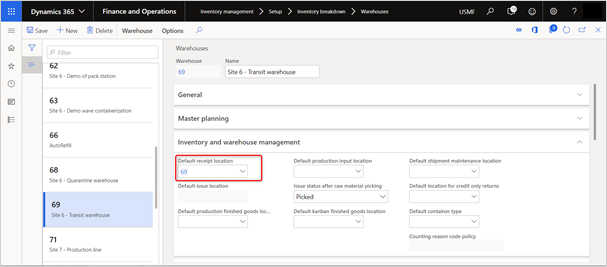 Dynamics 365
Finance and Operations
Inventory management > Setup > Inventory breakdown > Warehouses
USMF
Save
New
Delete
Warehouse
Options
Filter
62
Site 6 - Demo of pack station
63
Site 6 - Demo wave containerization
66
AutoRefill
68
Site 6 - Quarantine warehouse
69
Site 6 - Transit warehouse
71
Site 7 - Production line
Warehouses
Warehouse
Name
69
Site 6 - Transit warehouse
General
Master planning
Inventory and warehouse management
Default receipt location
Default production input location
Default shipment maintenance location
69
Default issue location
Issue status after raw material picking
Default location for credit only returns
Picked
Default production finished goods loc...
Default kanban finished goods location
Default container type
Counting reason code policy